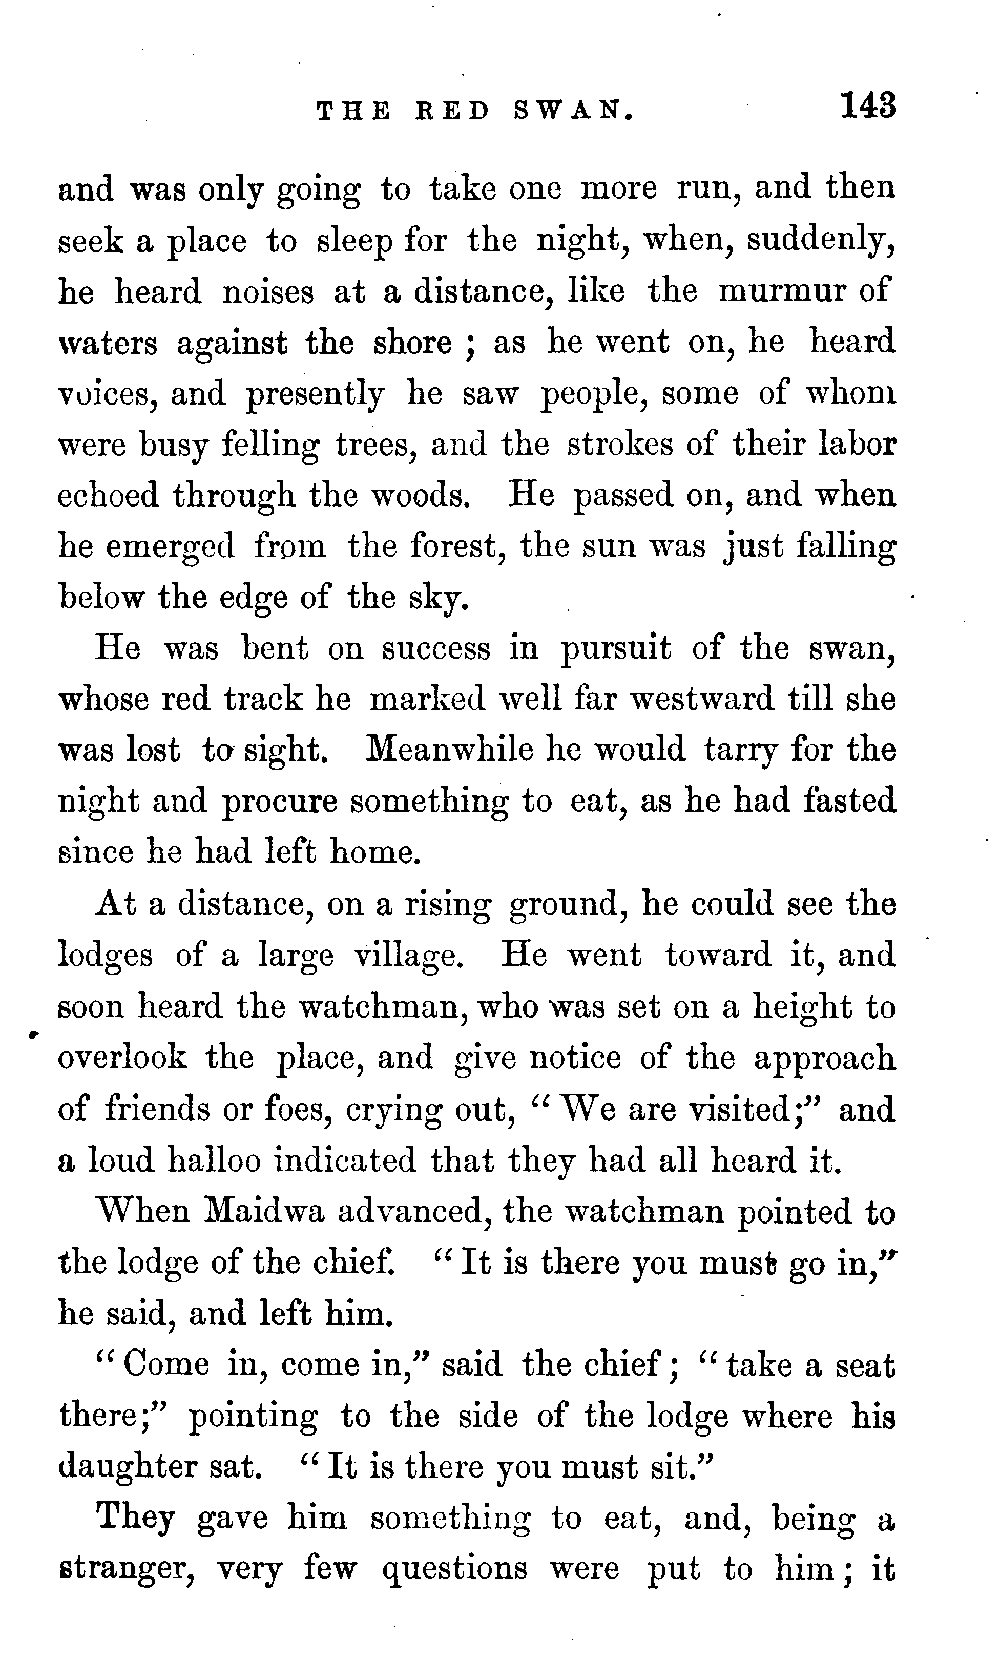 THE RED SWAN. 143
and was only going to take one more run, and then
seek a place to sleep for the night, when, suddenly,
he heard noises at a distance, like the murmur of
waters against the shore ; as he went on, he heard
voices, and presently he saw people, some of whom
were busy felling trees, and the strokes of their labor
echoed through the woods. He passed on, and when
he emerged from the forest, the sun was just falling
below the edge of the sky.
He was bent on success in pursuit of the swan,
whose red track he marked well far westward till she
was lost to sight. Meanwhile he would tarry for the
night and procure something to eat, as he had fasted
since he had left home.
At a distance, on a rising ground, he could see the
lodges of a large village. He went toward it, and
soon heard the watchman, who was set on a height to
overlook the place, and give notice of the approach
of friends or foes, crying out, “ We are visited;” and
a loud halloo indicated that they had all heard it.
When Maidwa advanced, the watchman pointed to
the lodge of the chief. “ It is there you must go in,”
he said, and left him.
“ Come in, come in,” said the chief ; “ take a seat
there;” pointing to the side of the lodge where his
daughter sat. “ It is there you must sit.”
They gave him something to eat, and, being a
stranger, very few questions were put to him ; it